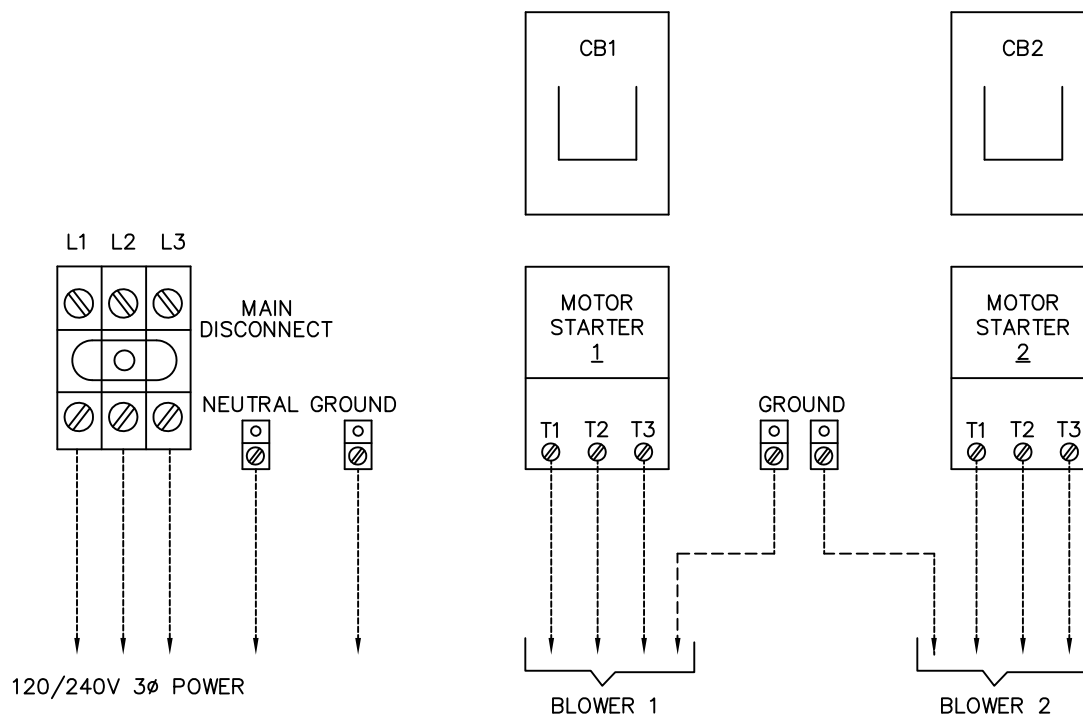 CB1
CB2
L1 L2 L3
MAIN
DISCONNECT
MOTOR
STARTER
1
MOTOR
STARTER
2
NEUTRAL GROUND
GROUND
T1 T2 T3
T1 T2 T3
120/240V 3ø POWER
BLOWER 1
BLOWER 2